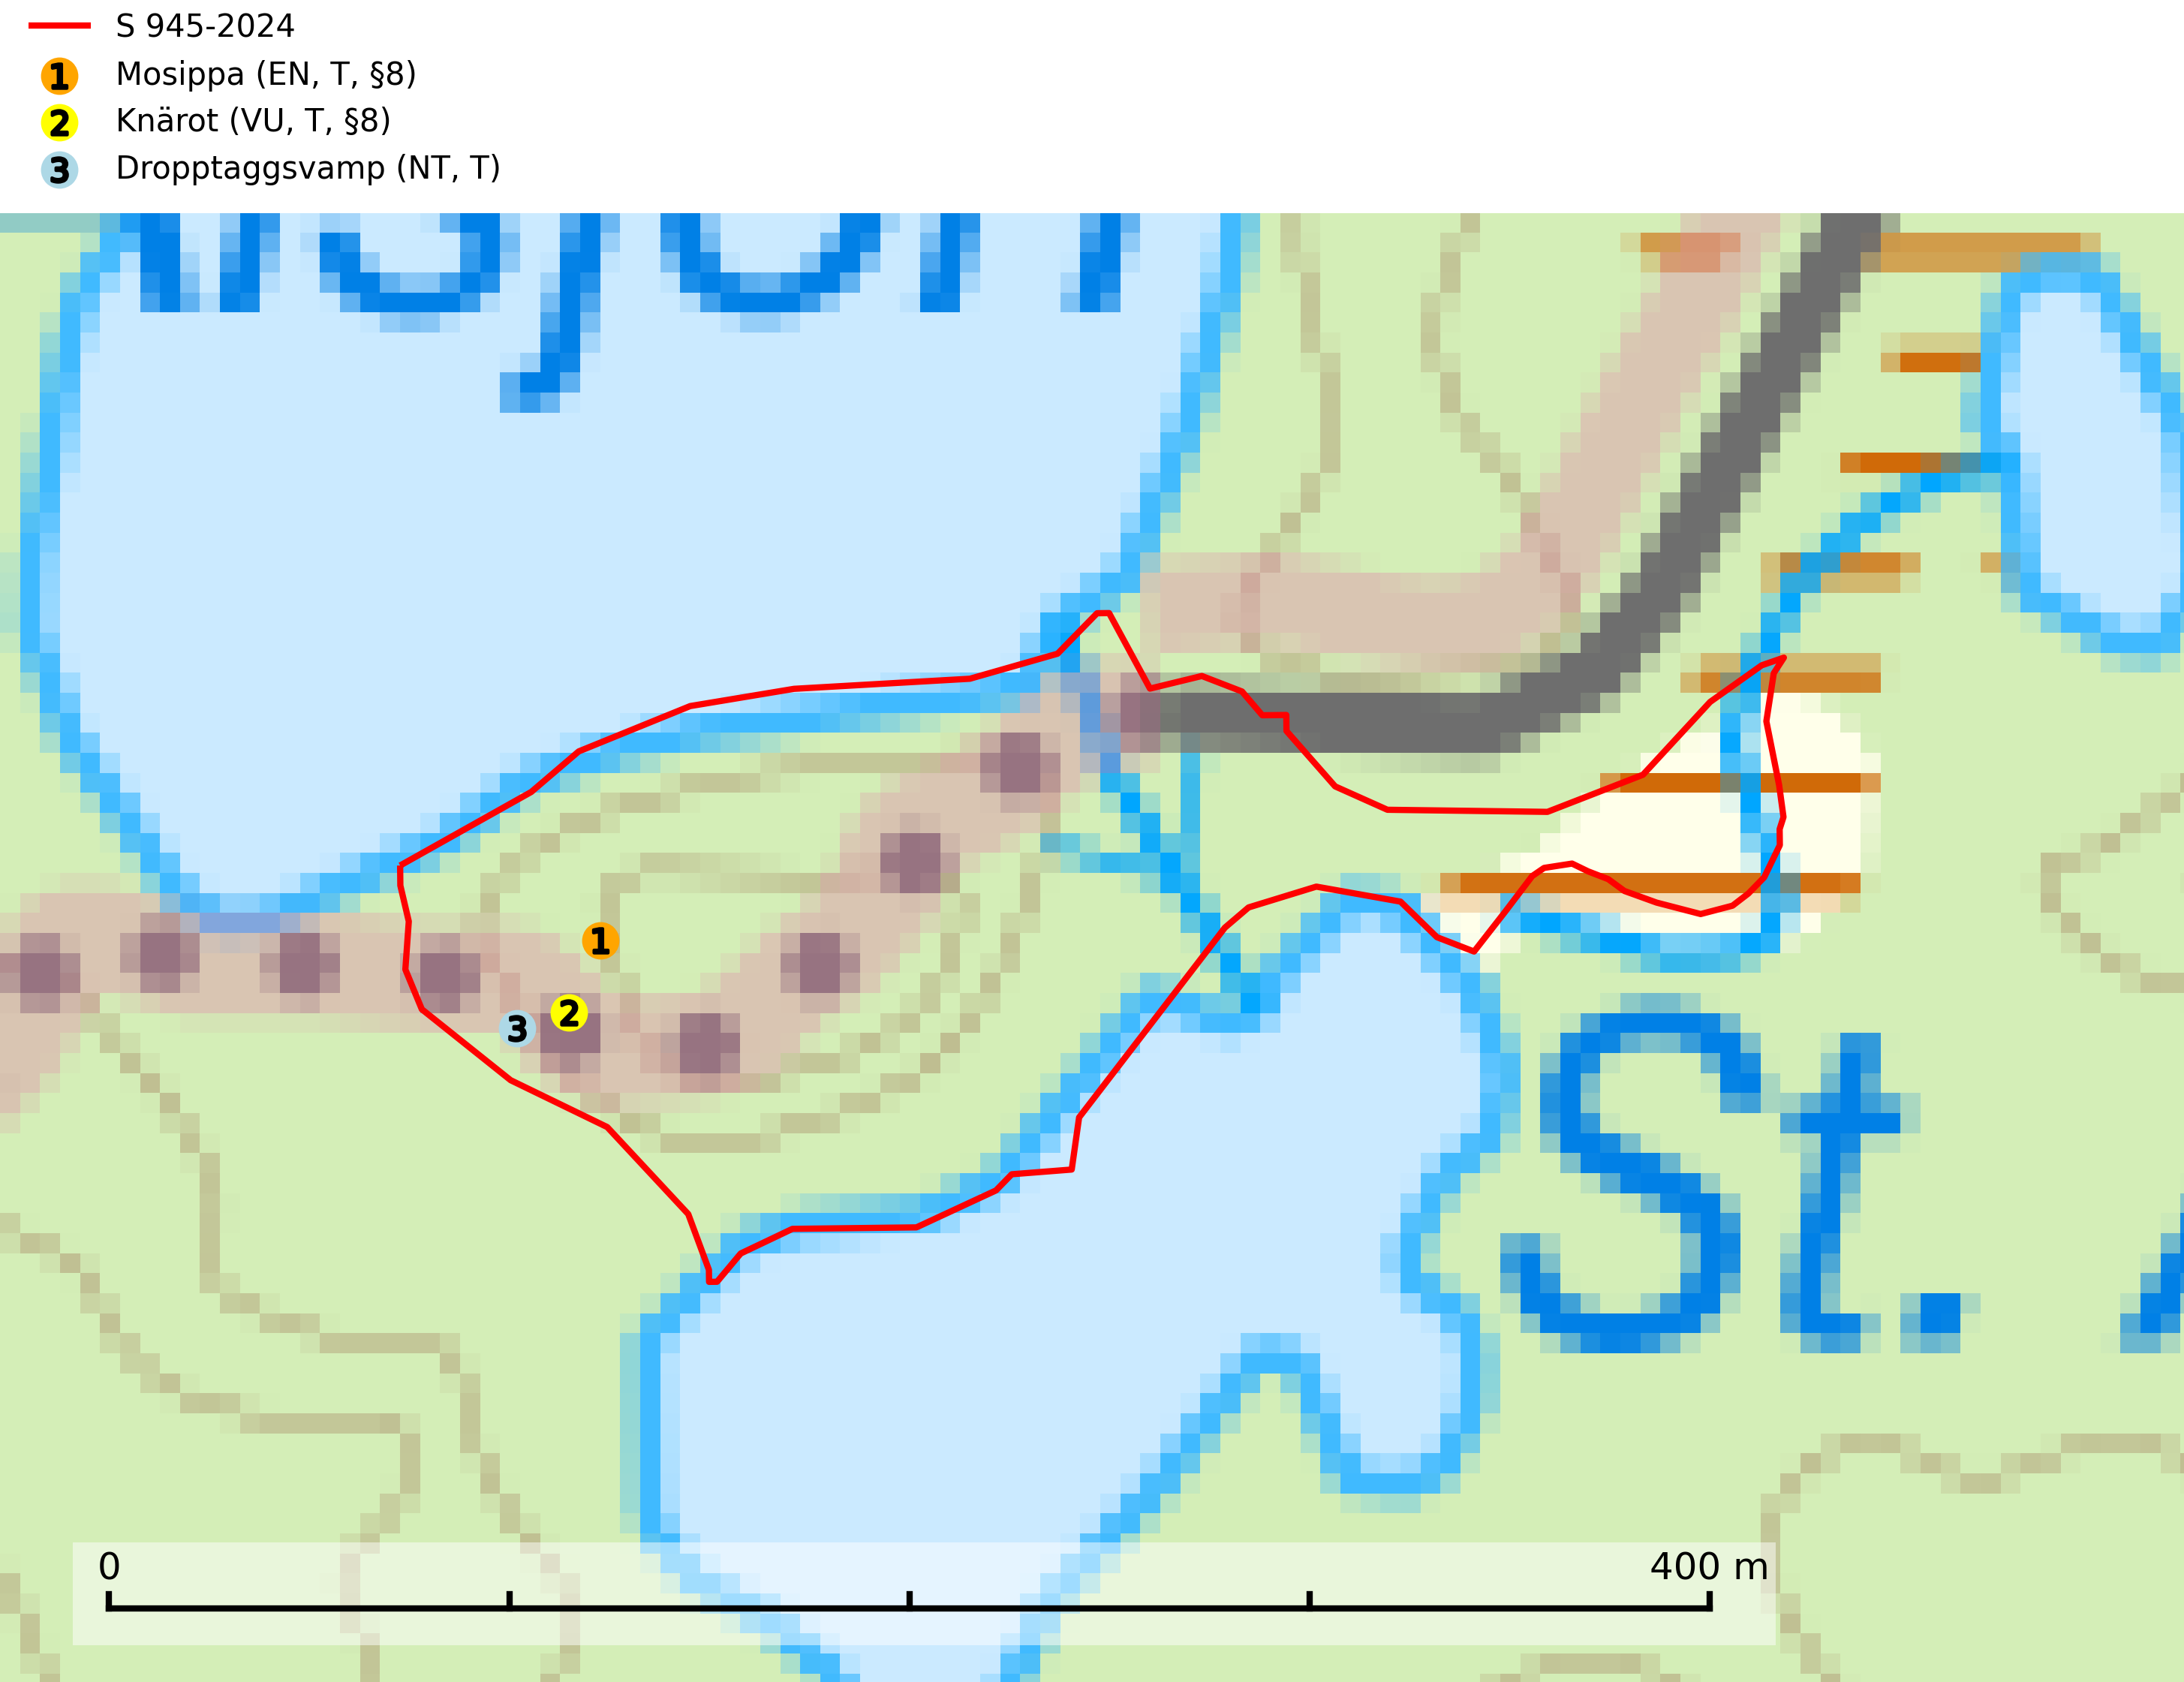 S 945-2024
1 Mosippa (EN, T, §8)
2 Knärot (VU, T, §8)
3 Dropptaggsvamp (NT, T)
1
2
3
St.
0 400 m